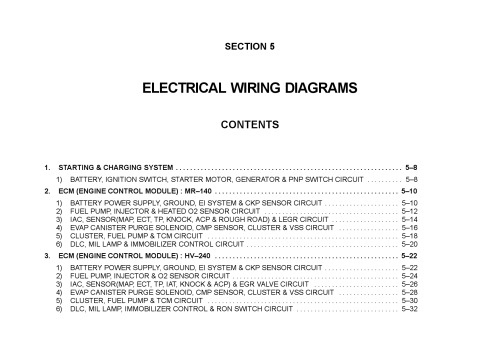 SECTION 5
ELECTRICAL WIRING DIAGRAMS
CONTENTS
1. STARTING & CHARGING SYSTEM . . . . . . . . . . . . . . . . . . . . . . . . . . . . . . . . . . . . . . . . 5–8
1) BATTERY, IGNITION SWITCH, STARTER MOTOR, GENERATOR & PNP SWITCH CIRCUIT . . . . . . . . . . 5–8
2. ECM (ENGINE CONTROL MODULE) : MR–140 . . . . . . . . . . . . . . . . . . . . . . . . . . . . . . 5–10
1) BATTERY POWER SUPPLY, GROUND, EI SYSTEM & CKP SENSOR CIRCUIT . . . . . . . . . . . . . . . 5–10
2) FUEL PUMP, INJECTOR & HEATED O2 SENSOR CIRCUIT . . . . . . . . . . . . . . . . . . . . 5–12
3) IAC, SENSOR(MAP, ECT, TP, KNOCK, ACP & ROUGH ROAD) & LEGR CIRCUIT . . . . . . . . . . . . . . 5–14
4) EVAP CANISTER PURGE SOLENOID, CMP SENSOR, CLUSTER & VSS CIRCUIT . . . . . . . . . . . . . 5–16
5) CLUSTER, FUEL PUMP & TCM CIRCUIT . . . . . . . . . . . . . . . . . . . . . . . . . . . . . . 5–18
6) DLC, MIL LAMP & IMMOBILIZER CONTROL CIRCUIT . . . . . . . . . . . . . . . . . . . . . . . . 5–20
3. ECM (ENGINE CONTROL MODULE) : HV–240 . . . . . . . . . . . . . . . . . . . . . . . . . . . . . . 5–22
1) BATTERY POWER SUPPLY, GROUND, EI SYSTEM & CKP SENSOR CIRCUIT . . . . . . . . . . . . . . . 5–22
2) FUEL PUMP, INJECTOR & O2 SENSOR CIRCUIT . . . . . . . . . . . . . . . . . . . . . . . . . . 5–24
3) IAC, SENSOR(MAP, ECT, TP, IAT, KNOCK & ACP) & EGR VALVE CIRCUIT . . . . . . . . . . . . . . . . 5–26
4) EVAP CANISTER PURGE SOLENOID, CMP SENSOR, CLUSTER & VSS CIRCUIT . . . . . . . . . . . . . 5–28
5) CLUSTER, FUEL PUMP & TCM CIRCUIT . . . . . . . . . . . . . . . . . . . . . . . . . . . . . . 5–30
6) DLC, MIL LAMP, IMMOBILIZER CONTROL & RON SWITCH CIRCUIT . . . . . . . . . . . . . . . . . . . 5–32